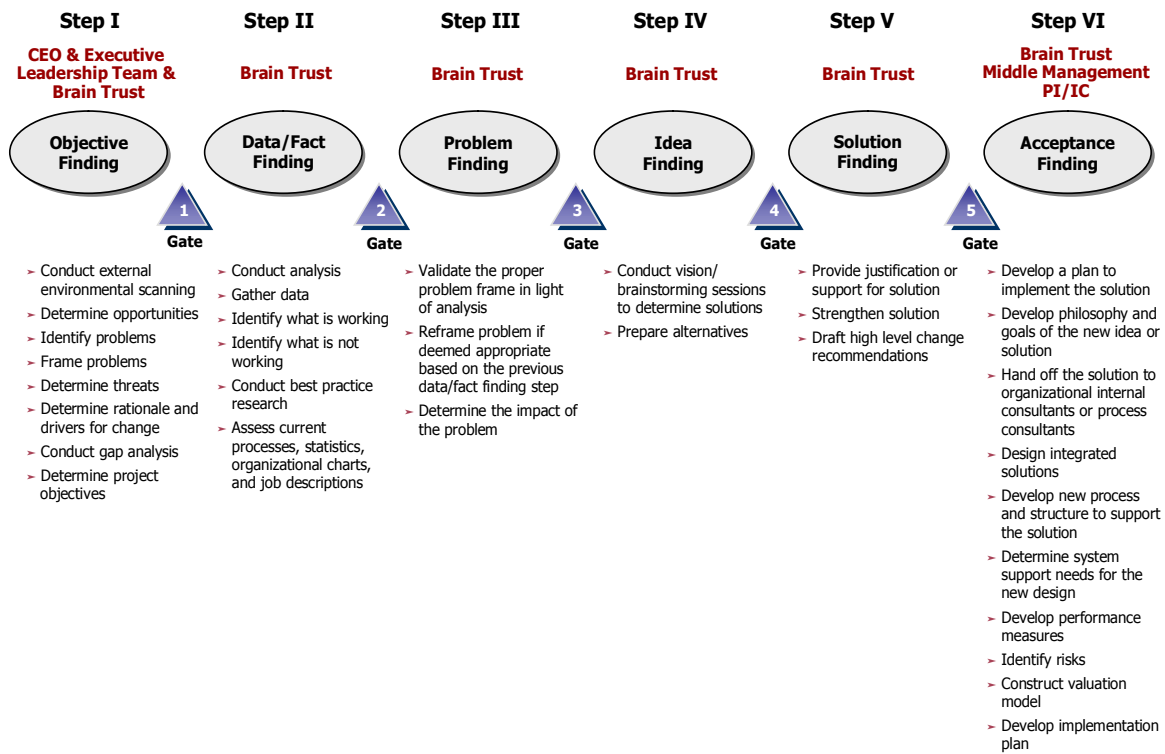 Step I
CEO & Executive
Leadership Team &
Brain Trust
Objective
Finding
1
Gate
➢ Conduct external
environmental scanning
➢ Determine opportunities
➢ Identify problems
➢ Frame problems
➢ Determine threats
➢ Determine rationale and
drivers for change
➢ Conduct gap analysis
➢ Determine project
objectives
Step II
Brain Trust
Data/Fact
Finding
2
Gate
➢ Conduct analysis
➢ Gather data
➢ Identify what is working
➢ Identify what is not
working
➢ Conduct best practice
research
➢ Assess current
processes, statistics,
organizational charts,
and job descriptions
Step III
Brain Trust
Problem
Finding
3
Gate
➢ Validate the proper
problem frame in light
of analysis
➢ Reframe problem if
deemed appropriate
based on the previous
data/fact finding step
➢ Determine the impact of
the problem
Step IV
Brain Trust
Idea
Finding
4
Gate
➢ Conduct vision/
brainstorming sessions
to determine solutions
➢ Prepare alternatives
Step V
Brain Trust
Solution
Finding
5
Gate
➢ Provide justification or
support for solution
➢ Strengthen solution
➢ Draft high level change
recommendations
Step VI
Brain Trust
Middle Management
PI/IC
Acceptance
Finding
➢ Develop a plan to
implement the solution
➢ Develop philosophy and
goals of the new idea or
solution
➢ Hand off the solution to
organizational internal
consultants or process
consultants
➢ Design integrated
solutions
➢ Develop new process
and structure to support
the solution
➢ Determine system
support needs for the
new design
➢ Develop performance
measures
➢ Identify risks
➢ Construct valuation
model
➢ Develop implementation
plan